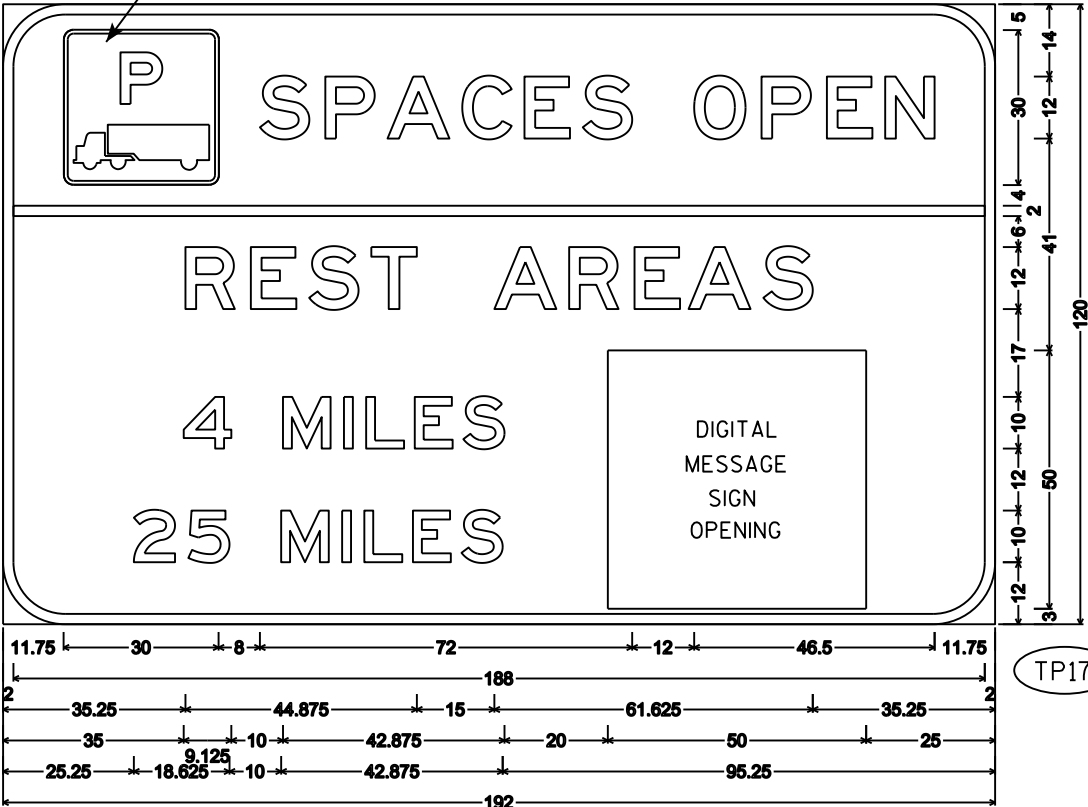 P
SPACES OPEN
REST AREAS
4 MILES
25 MILES
DIGITAL
MESSAGE
SIGN
OPENING
5
30
4
2
6
12
17
10
12
10
12
14
12
41
50
3
120
11.75 30 8 72 12 46.5 11.75
188
2 2
35.25 44.875 15 61.625 35.25
35 9.125 10 42.875 20 50 25
25.25 18.625 10 42.875 95.25
192
TP17